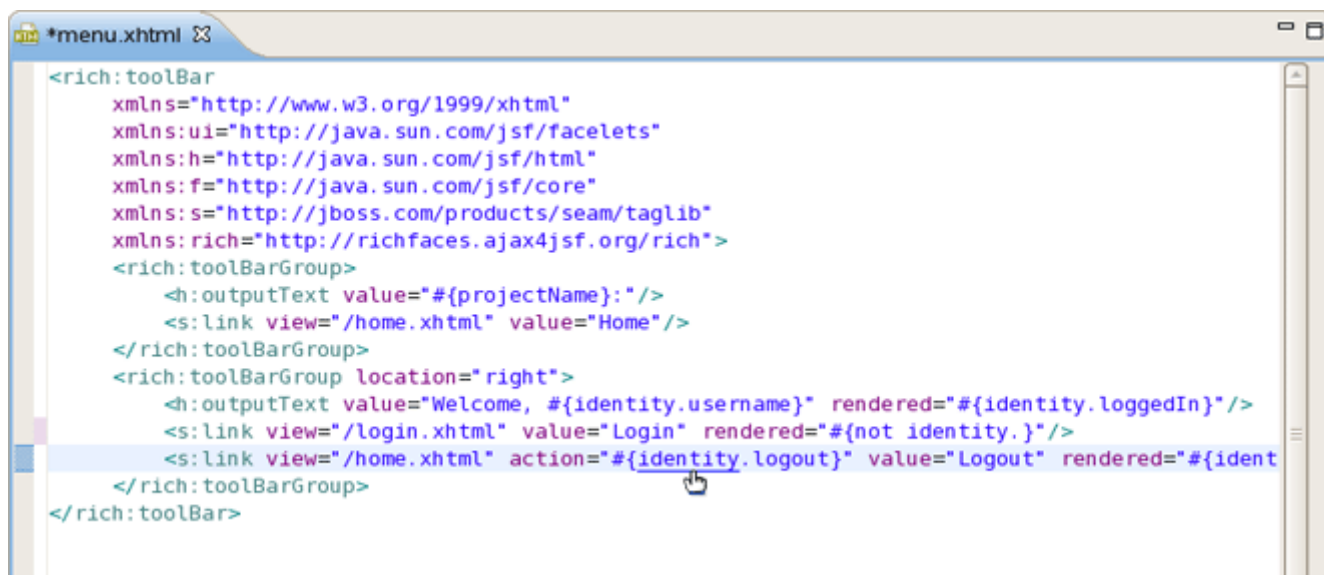 *menu.xhtml
<rich:toolBar
xmlns="http://www.w3.org/1999/xhtml"
xmlns:ui="http://java.sun.com/jsf/facelets"
xmlns:h="http://java.sun.com/jsf/html"
xmlns:f="http://java.sun.com/jsf/core"
xmlns:s="http://jboss.com/products/seam/taglib"
xmlns:rich="http://richfaces.ajax4jsf.org/rich">
<rich:toolBarGroup>
<h:outputText value="#{projectName}:"/>
<s:link view="/home.xhtml" value="Home"/>
</rich:toolBarGroup>
<rich:toolBarGroup location="right">
<h:outputText value="Welcome, #{identity.username}" rendered="#{identity.loggedIn}"/>
<s:link view="/login.xhtml" value="Login" rendered="#{not identity.}"/>
<s:link view="/home.xhtml" action="#{identity.logout}" value="Logout" rendered="#{ident
</rich:toolBarGroup>
</rich:toolBar>